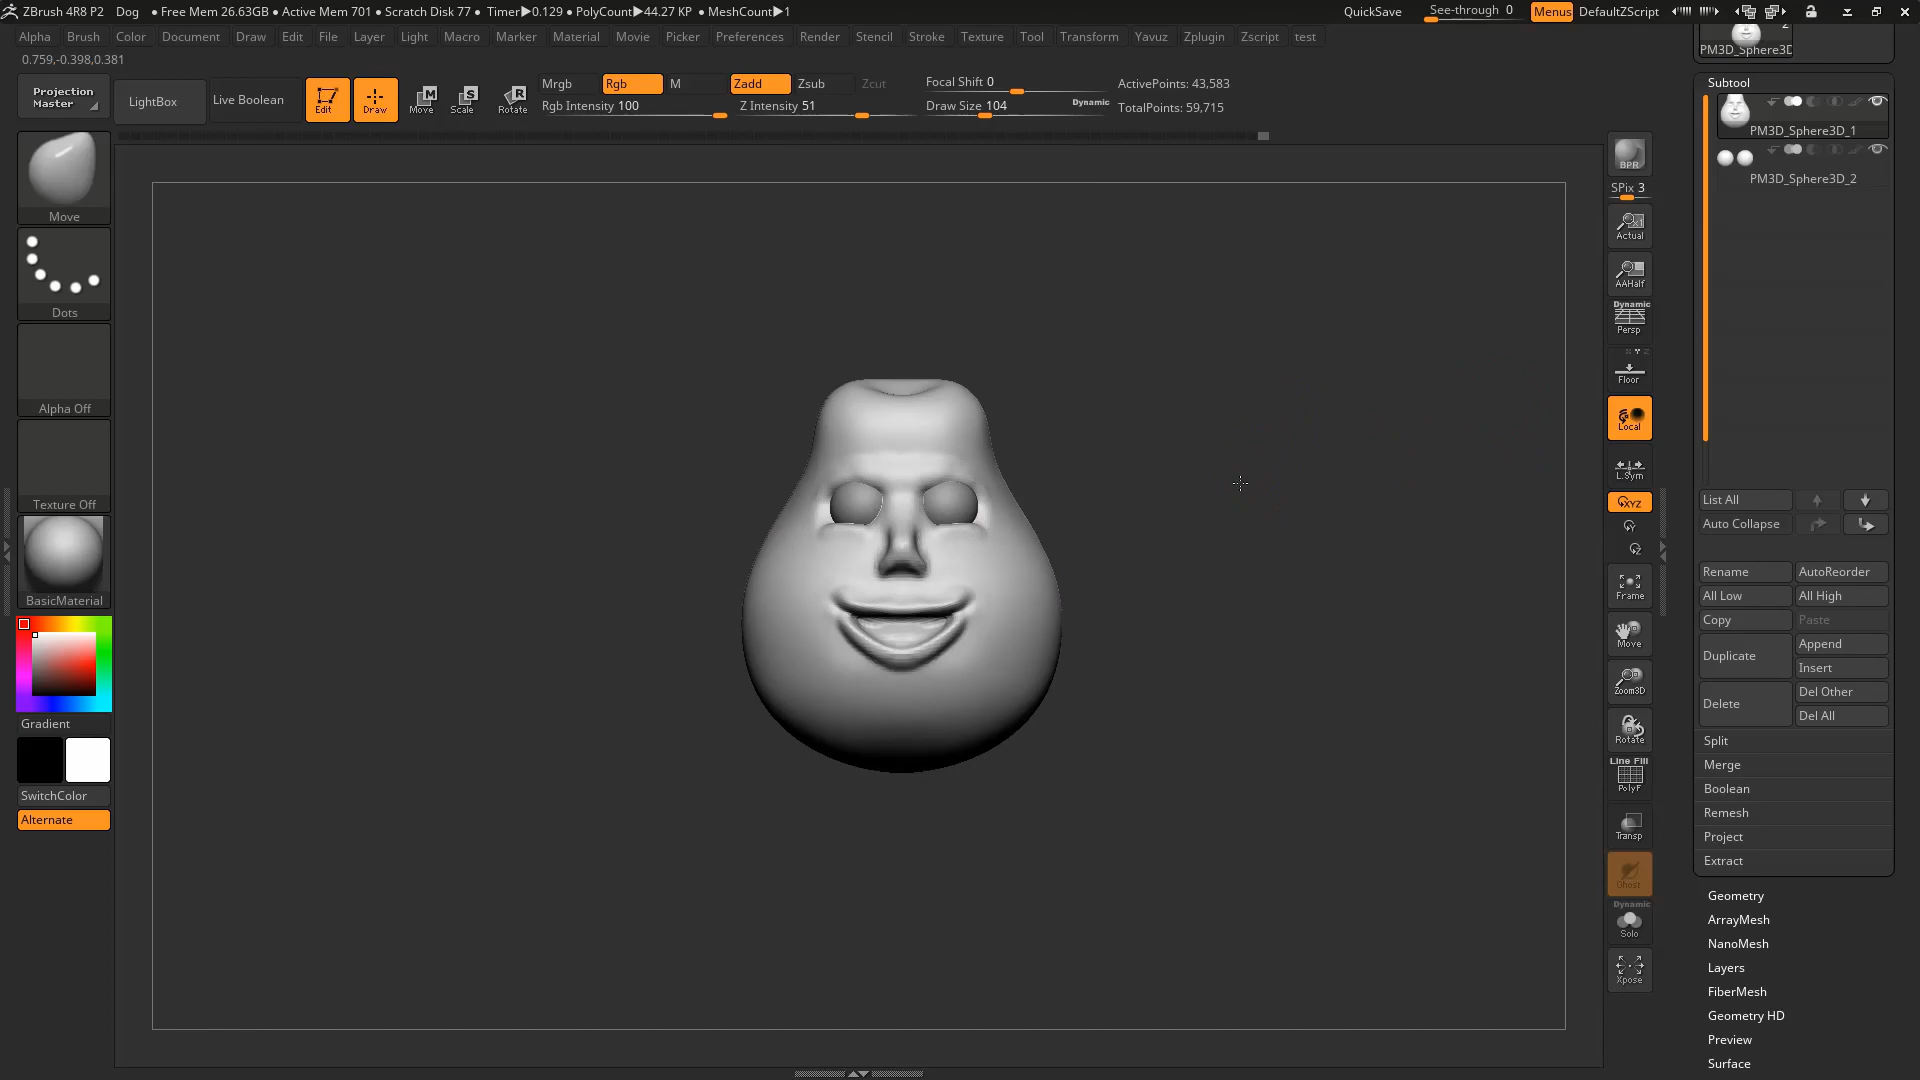 ZBrush 4R8 P2 Dog • Free Mem 26.63GB • Active Mem 701 • Scratch Disk 77 • Timer▶0.129 • PolyCount▶44.27 KP • MeshCount▶1 QuickSave See-through 0 Menus DefaultZScript
Alpha Brush Color Document Draw Edit File Layer Light Macro Marker Material Movie Picker Preferences Render Stencil Stroke Texture Tool Transform Yavuz Zplugin Zscript test
0.759,-0.398,0.381
Projection
Master
LightBox
Live Boolean
Edit
Draw
Move
Scale
Rotate
Mrgb Rgb M
Rgb Intensity 100
Zadd Zsub Zcut
Z Intensity 51
Focal Shift 0
Draw Size 104
Dynamic
ActivePoints: 43,583
TotalPoints: 59,715
Move
Dots
Alpha Off
Texture Off
BasicMaterial
Gradient
SwitchColor
Alternate
BPR
SPix 3
Actual
AAHalf
Dynamic
Persp
Floor
Local
L.Sym
XYZ
Y
Z
Frame
Move
Zoom3D
Rotate
Line Fill
PolyF
Transp
Ghost
Dynamic
Solo
Xpose
2
PM3D_Sphere3D
Subtool
PM3D_Sphere3D_1
PM3D_Sphere3D_2
List All
Auto Collapse
Rename AutoReorder
All Low All High
Copy Paste
Duplicate
Append
Insert
Delete
Del Other
Del All
Split
Merge
Boolean
Remesh
Project
Extract
Geometry
ArrayMesh
NanoMesh
Layers
FiberMesh
Geometry HD
Preview
Surface